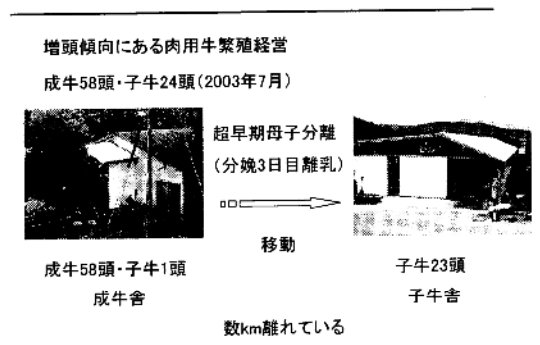 増頭傾向にある肉用牛繁殖経営
成牛58頭・子牛24頭(2003年7月)
超早期母子分離
(分娩3日目離乳)
移動
成牛58頭・子牛1頭
成牛舎
子牛23頭
子牛舎
数km離れている